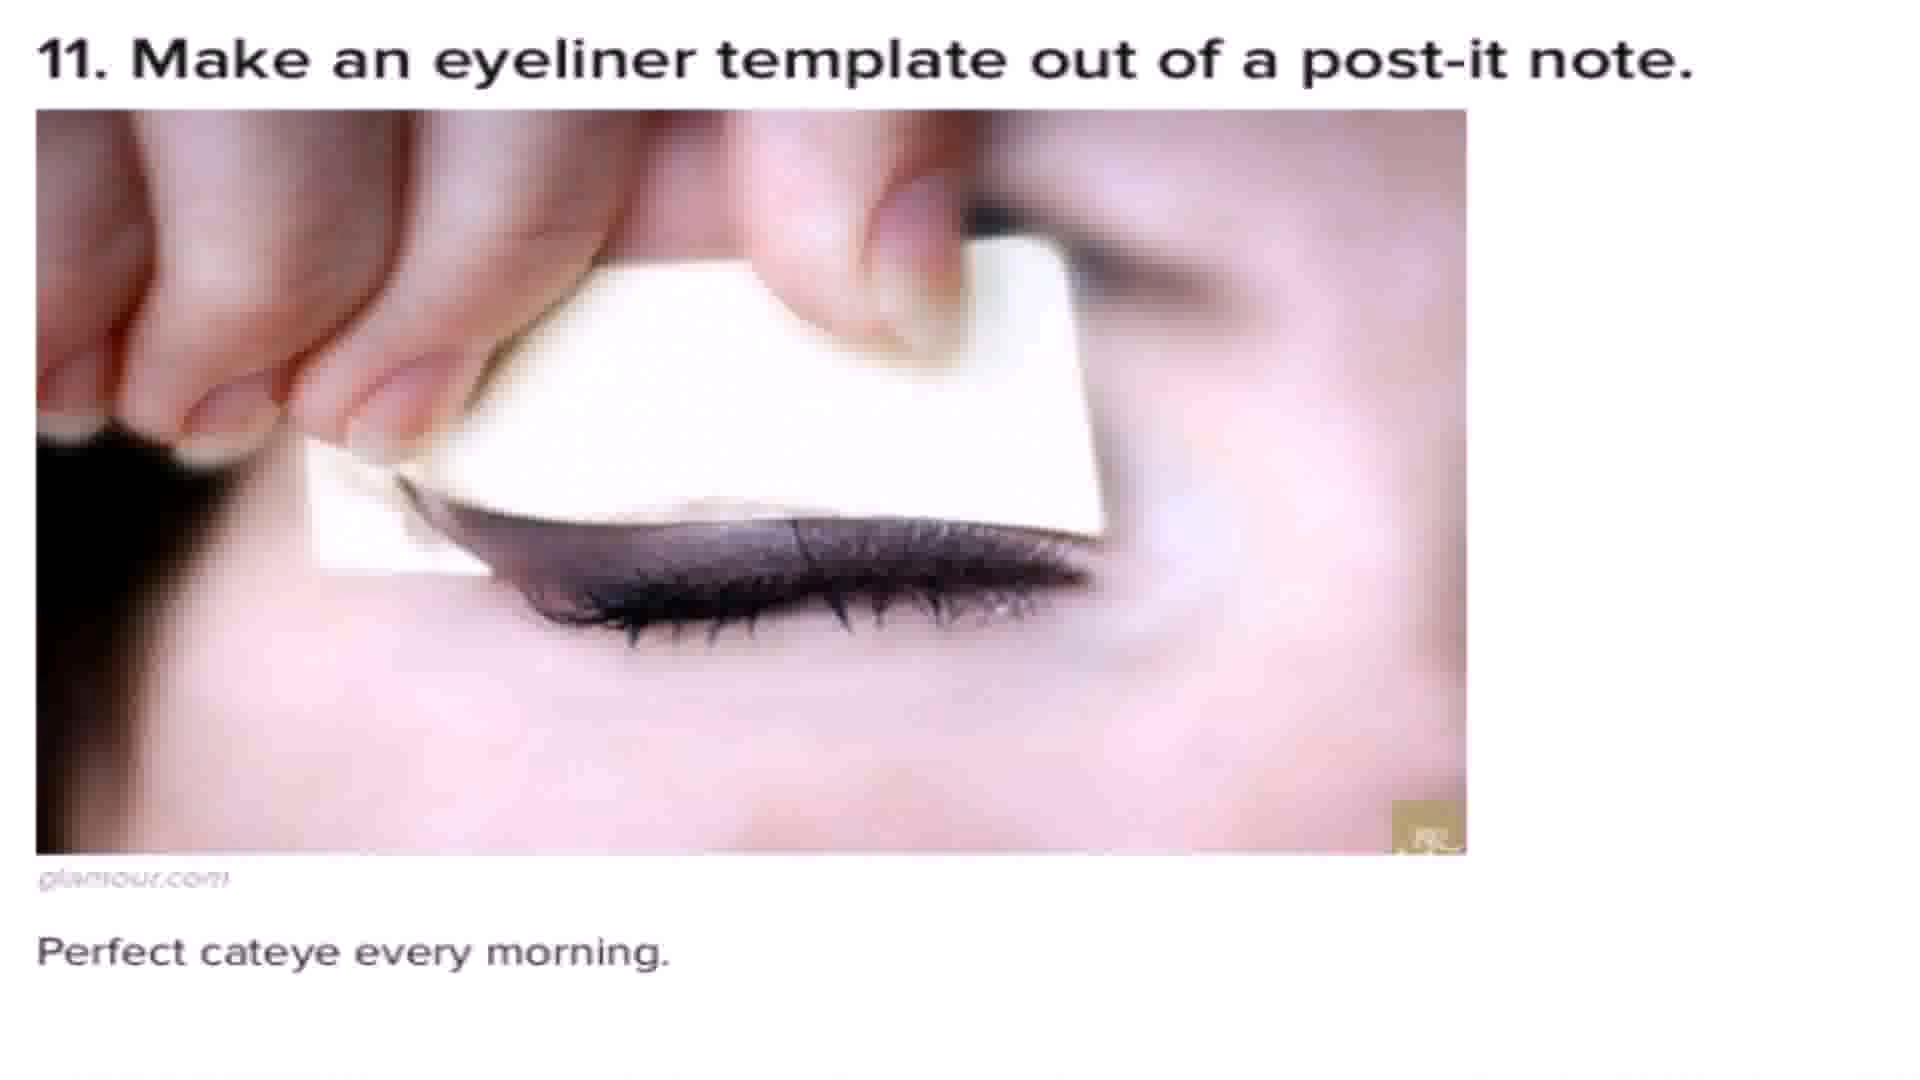 11. Make an eyeliner template out of a post-it note.
glamour.com
Perfect cateye every morning.